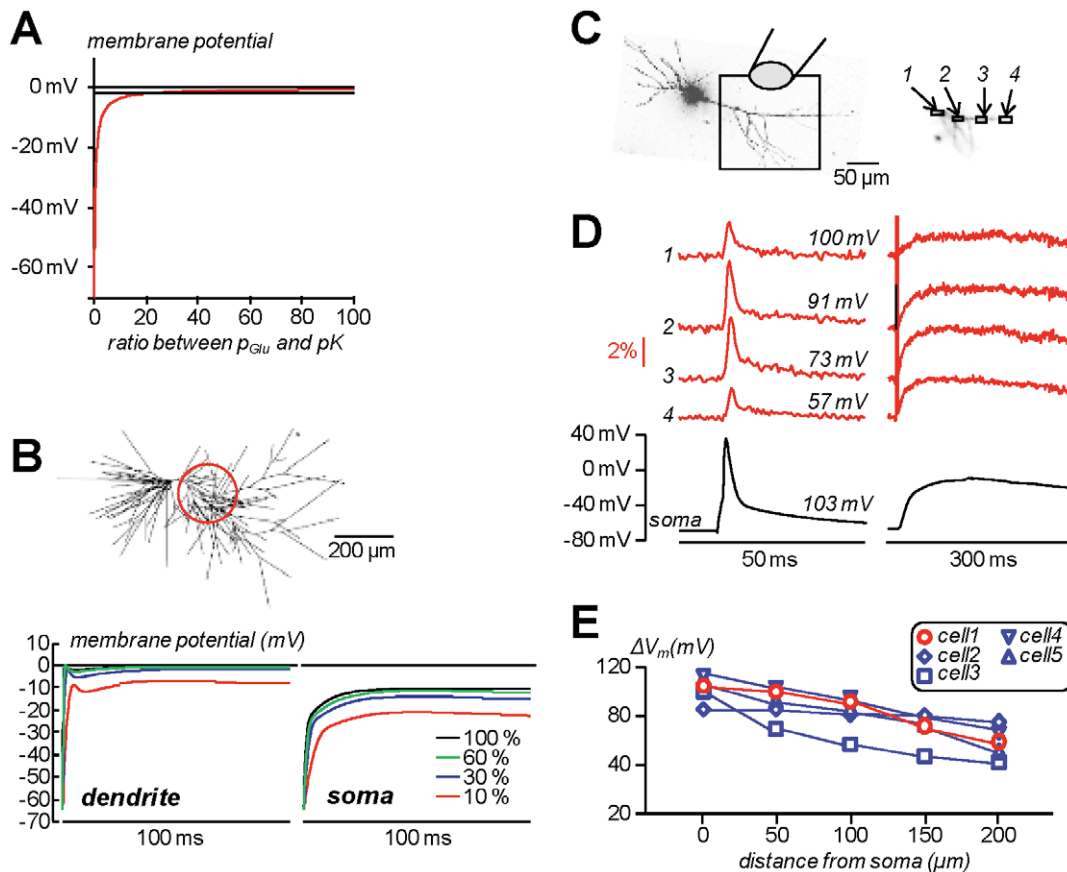 A
membrane potential
0 mV
-20 mV
-40 mV
-60 mV
0 20 40 60 80 100
ratio between pGlu and pK
B
200 µm
membrane potential (mV)
10
0
-10
-20
-30
-40
-50
-60
-70
dendrite
soma
100 %
60 %
30 %
10 %
100 ms
100 ms
C
50 µm
1 2 3 4
D
1
100 mV
2
91 mV
2%
3
73 mV
4
57 mV
40 mV
0 mV
-40 mV
-80 mV
soma
103 mV
50 ms
300 ms
E
ΔVm(mV)
cell1
cell2
cell3
cell4
cell5
120
80
40
20
0 50 100 150 200
distance from soma (µm)